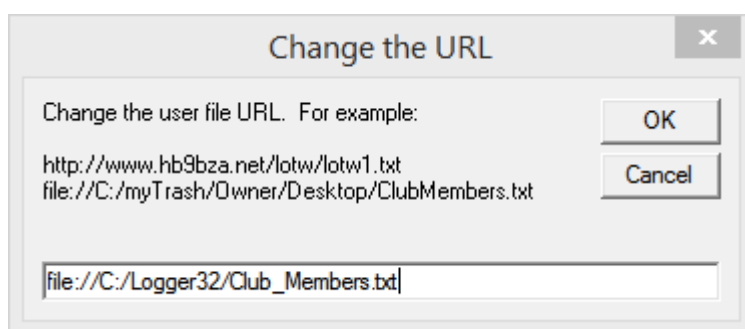 Change the URL
Change the user file URL. For example:
OK
http://www.hb9bza.net/lotw/lotw1.txt
file://C:/myTrash/Owner/Desktop/ClubMembers.txt
Cancel
file://C:/Logger32/Club_Members.txt